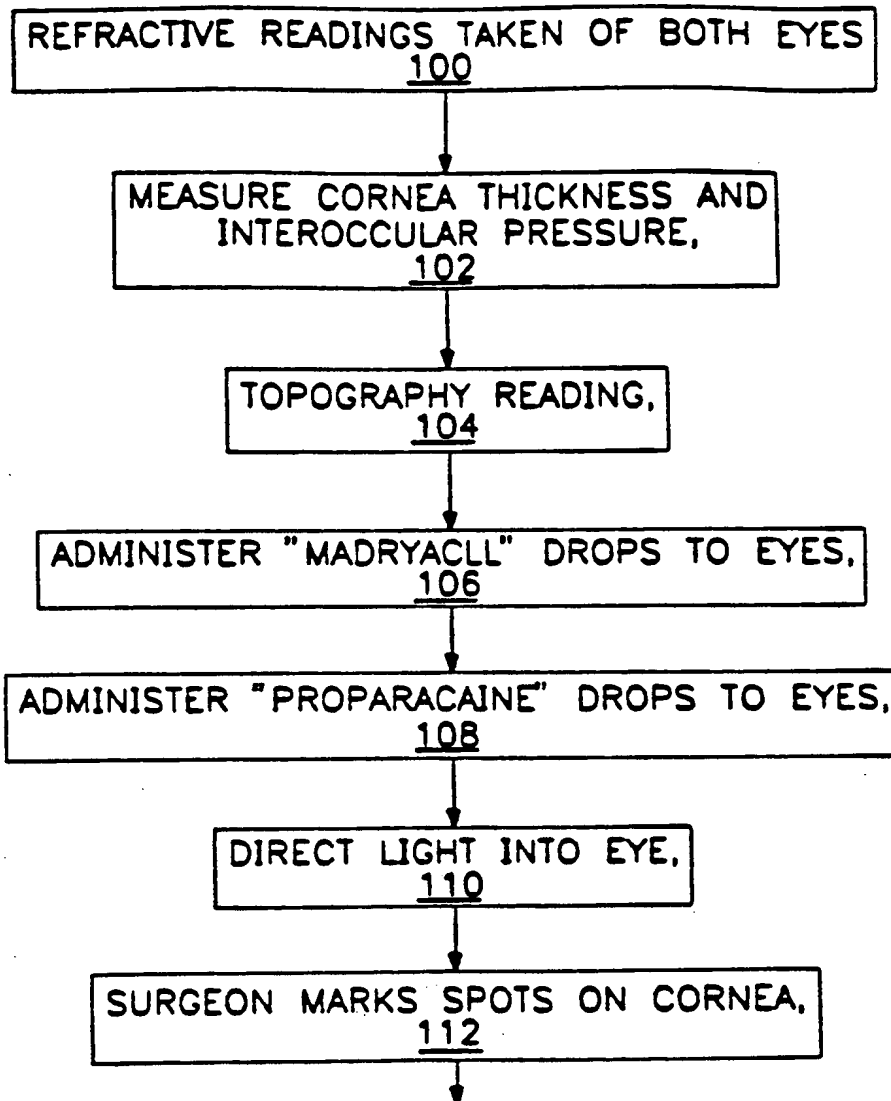 REFRACTIVE READINGS TAKEN OF BOTH EYES
100
MEASURE CORNEA THICKNESS AND
INTEROCCULAR PRESSURE,
102
TOPOGRAPHY READING,
104
ADMINISTER "MADRYACLL" DROPS TO EYES,
106
ADMINISTER "PROPARACAINE" DROPS TO EYES,
108
DIRECT LIGHT INTO EYE,
110
SURGEON MARKS SPOTS ON CORNEA,
112